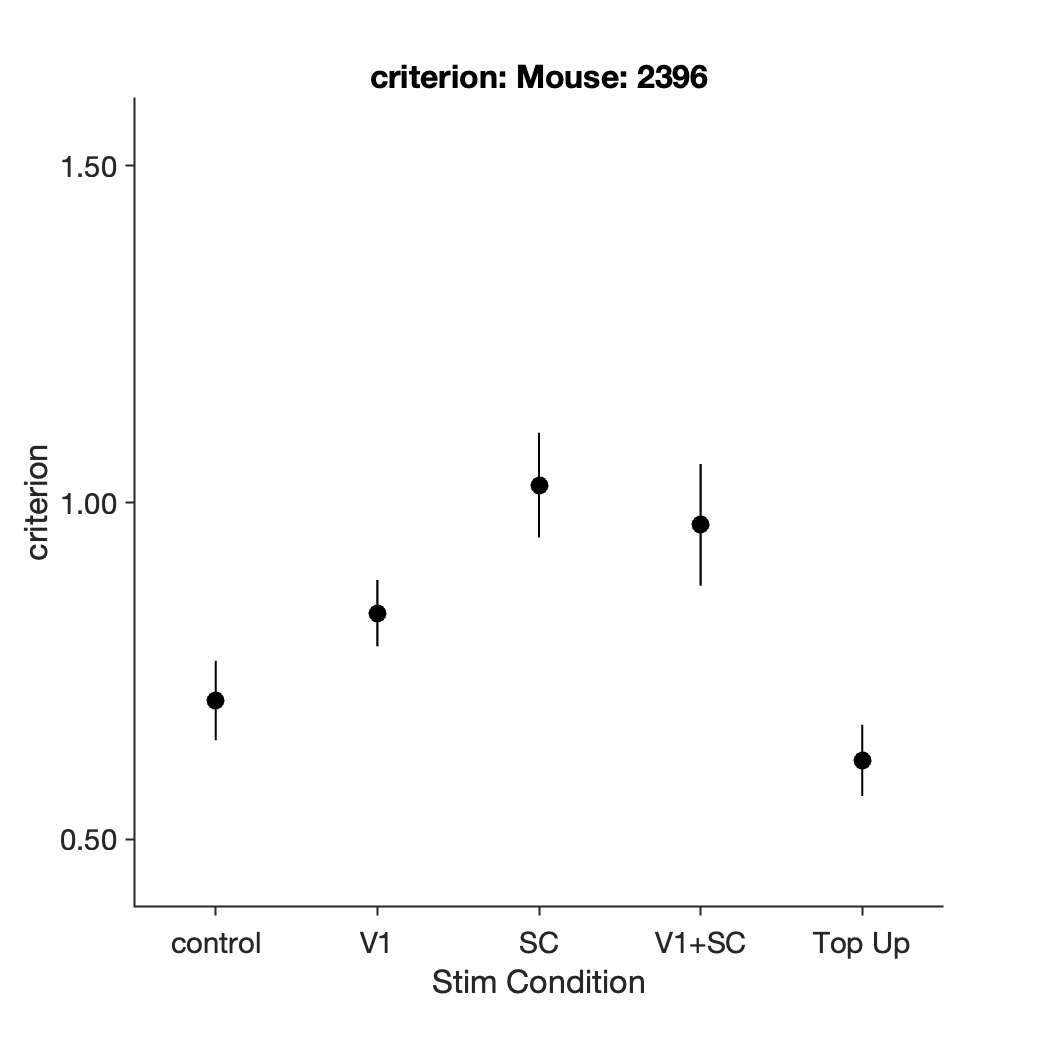 criterion: Mouse: 2396
criterion
1.50
1.00
0.50
control V1 SC V1+SC Top Up
Stim Condition